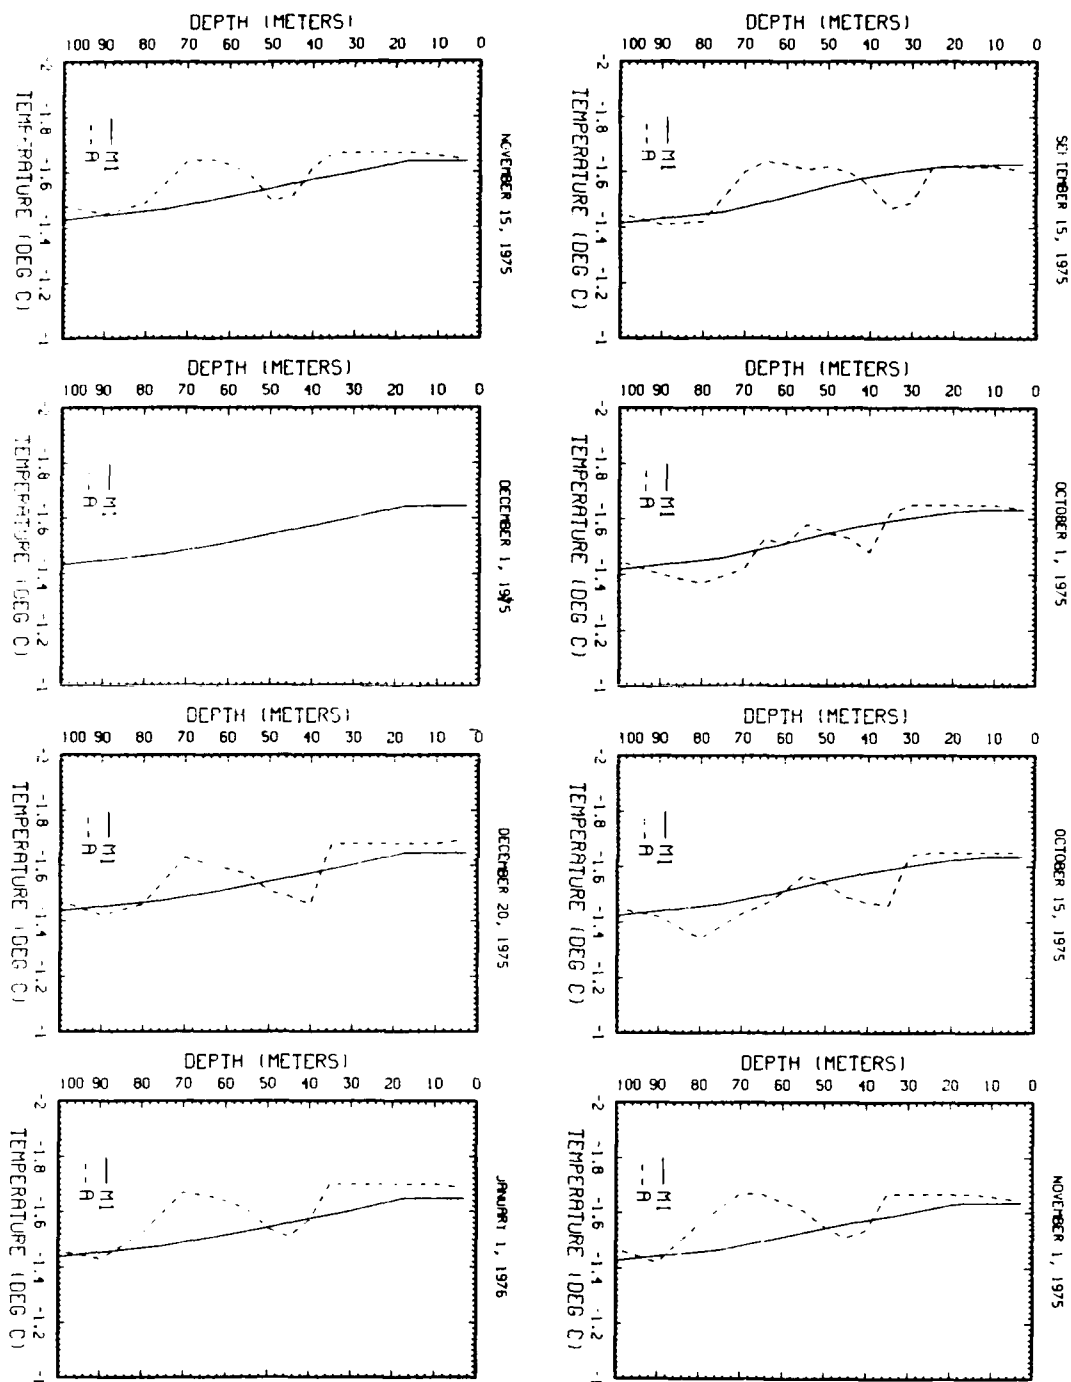 SEPTEMBER 15, 1975
DEPTH (METERS)
100 90 80 70 60 50 40 30 20 10 0
-2 -1.8 -1.6 -1.4 -1.2 -1
TEMPERATURE (DEG C)
M1
A
OCTOBER 1, 1975
DEPTH (METERS)
100 90 80 70 60 50 40 30 20 10 0
-2 -1.8 -1.6 -1.4 -1.2 -1
TEMPERATURE (DEG C)
M1
A
OCTOBER 15, 1975
DEPTH (METERS)
100 90 80 70 60 50 40 30 20 10 0
-2 -1.8 -1.6 -1.4 -1.2 -1
TEMPERATURE (DEG C)
M1
A
NOVEMBER 1, 1975
DEPTH (METERS)
100 90 80 70 60 50 40 30 20 10 0
-2 -1.8 -1.6 -1.4 -1.2 -1
TEMPERATURE (DEG C)
M1
A
NOVEMBER 15, 1975
DEPTH (METERS)
100 90 80 70 60 50 40 30 20 10 0
-2 -1.8 -1.6 -1.4 -1.2 -1
TEMPERATURE (DEG C)
M1
A
DECEMBER 1, 1975
DEPTH (METERS)
100 90 80 70 60 50 40 30 20 10 0
-2 -1.8 -1.6 -1.4 -1.2 -1
TEMPERATURE (DEG C)
M1
A
DECEMBER 20, 1975
DEPTH (METERS)
100 90 80 70 60 50 40 30 20 10 0
-2 -1.8 -1.6 -1.4 -1.2 -1
TEMPERATURE (DEG C)
M1
A
JANUARY 1, 1976
DEPTH (METERS)
100 90 80 70 60 50 40 30 20 10 0
-2 -1.8 -1.6 -1.4 -1.2 -1
TEMPERATURE (DEG C)
M1
A